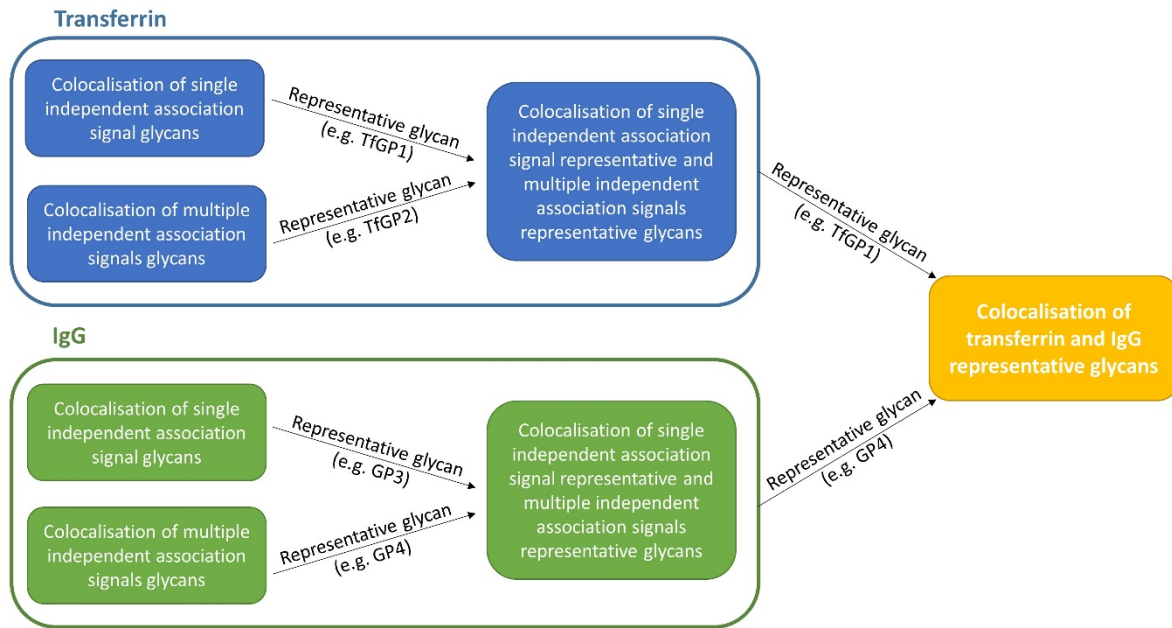 Transferrin
Colocalisation of single
independent association
signal glycans
Representative glycan
(e.g. TfGP1)
Colocalisation of multiple
independent association
signals glycans
Representative glycan
(e.g. TfGP2)
Colocalisation of single
independent association
signal representative and
multiple independent
association signals
representative glycans
Representative glycan
(e.g. TfGP1)
IgG
Colocalisation of single
independent association
signal glycans
Representative glycan
(e.g. GP3)
Colocalisation of multiple
independent association
signals glycans
Representative glycan
(e.g. GP4)
Colocalisation of single
independent association
signal representative and
multiple independent
association signals
representative glycans
Representative glycan
(e.g. GP4)
Colocalisation of
transferrin and IgG
representative glycans